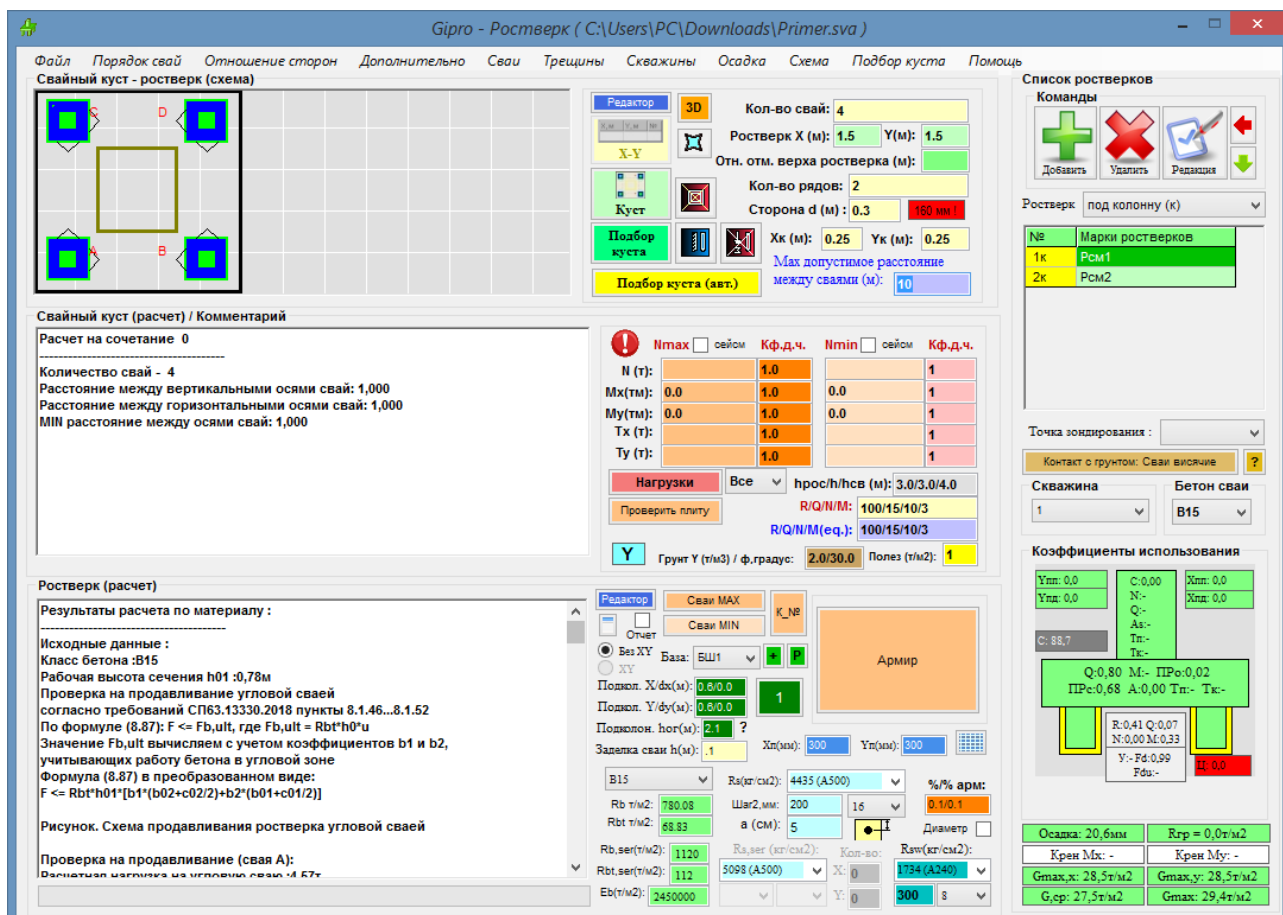 Gipro - Ростверк ( C:\Users\PC\Downloads\Primer.sva )
Файл Порядок свай Отношение сторон Дополнительно Сваи Трещины Скважины Осадка Схема Подбор куста Помощь
Свайный куст - ростверк (схема)
C D
A B
Редактор 3D Кол-во свай: 4
X,м Y,м №
X-Y
Ростверк X (м): 1.5 Y(м): 1.5
Отн. отм. верха ростверка (м):
Куст
Кол-во рядов: 2
Сторона d (м) : 0.3 160 мм !
Подбор куста
Xк (м): 0.25 Yк (м): 0.25
Max допустимое расстояние
Подбор куста (авт.) между сваями (м): 10
Список ростверков
Команды
Добавить Удалить Редакция
Ростверк под колонну (к)
№ Марки ростверков
1к Рсм1
2к Рсм2
Точка зондирования :
Контакт с грунтом: Сваи висячие ?
Скважина Бетон сваи
1 B15
Свайный куст (расчет) / Комментарий
Расчет на сочетание 0
----------------------------------------
Количество свай - 4
Расстояние между вертикальными осями свай: 1,000
Расстояние между горизонтальными осями свай: 1,000
MIN расстояние между осями свай: 1,000
Nmax сейсм Кф.д.ч. Nmin сейсм Кф.д.ч.
N (т): 1.0 1
Mx(тм): 0.0 1.0 0.0 1
My(тм): 0.0 1.0 0.0 1
Tx (т): 1.0 1
Ty (т): 1.0 1
Нагрузки Все hрос/h/hсв (м): 3.0/3.0/4.0
Проверить плиту R/Q/N/M: 100/15/10/3
R/Q/N/M(eq.): 100/15/10/3
Y Грунт Y (т/м3) / ф,градус: 2.0/30.0 Полез (т/м2): 1
Ростверк (расчет)
Результаты расчета по материалу :
----------------------------------------
Исходные данные :
Класс бетона :B15
Рабочая высота сечения h01 :0,78м
Проверка на продавливание угловой сваей
согласно требований СП63.13330.2018 пункты 8.1.46...8.1.52
По формуле (8.87): F <= Fb,ult, где Fb,ult = Rbt*h0*u
Значение Fb,ult вычисляем с учетом коэффициентов b1 и b2,
учитывающих работу бетона в угловой зоне
Формула (8.87) в преобразованном виде:
F <= Rbt*h01*[b1*(b02+c02/2)+b2*(b01+c01/2)]
Рисунок. Схема продавливания ростверка угловой сваей
Проверка на продавливание (свая A):
Расчетная нагрузка на угловую сваю :4,57т
Редактор Сваи MAX К_№
Отчет Сваи MIN
Без XY База: БШ1 + P
XY
Армир
Подкол. X/dx(м): 0.6/0.0
Подкол. Y/dy(м): 0.6/0.0 1
Подколон. hог(м): 2.1 ?
Заделка сваи h(м): .1 Xп(мм): 300 Yп(мм): 300
B15 Rs(кг/см2): 4435 (A500) %/% арм:
Rb т/м2: 780.08 Шаг2,мм: 200 16 0.1/0.1
Rbt т/м2: 68.83 a (см): 5 Диаметр
Rb,ser(т/м2): 1120 Rs,ser (кг/см2): Кол-во: Rsw(кг/см2):
Rbt,ser(т/м2): 112 5098 (A500) X: 0 1734 (A240)
Eb(т/м2): 2450000 Y: 0 300 8
Коэффициенты использования
Yпп: 0,0 C:0,00 Xпп: 0,0
Yпд: 0,0 N:- Xпд: 0,0
Q:-
As:-
C: 88,7 Tп:-
Tк:-
Q:0,80 M:- ПРо:0,02
ПРс:0,68 A:0,00 Tп:- Tк:-
R:0,41 Q:0,07
N:0,00 M:0,33
У:- Fd:0,99
Fdu:-
Ц: 0,0
Осадка: 20,6мм Rгр = 0,0т/м2
Крен Mx: - Крен My: -
Gmax,x: 28,5т/м2 Gmax,y: 28,5т/м2
G,ср: 27,5т/м2 Gmax: 29,4т/м2